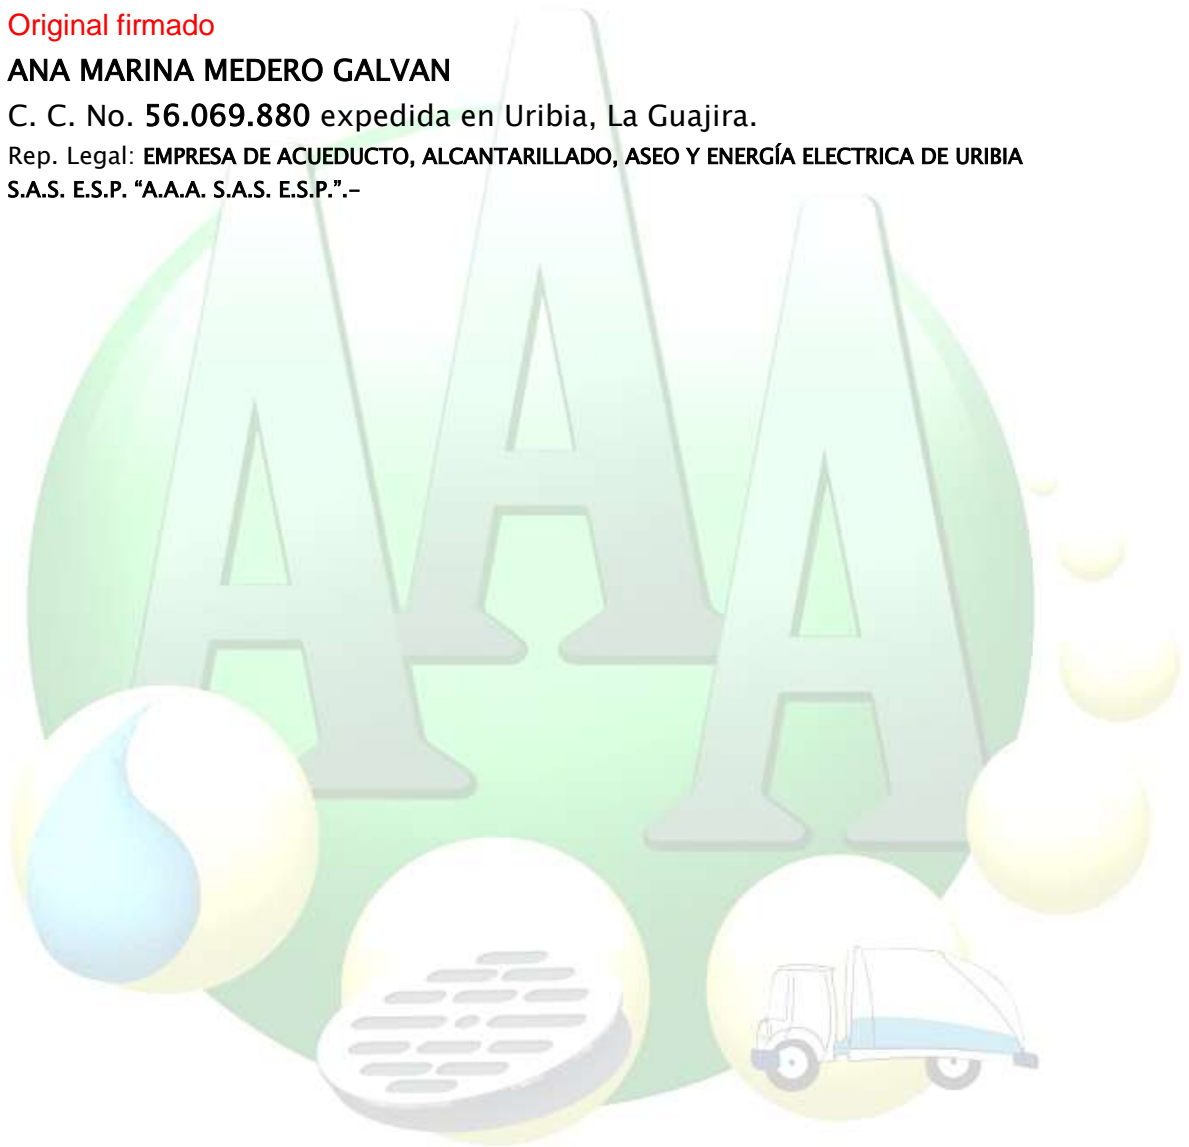 Original firmado
ANA MARINA MEDERO GALVAN
C. C. No. 56.069.880 expedida en Uribia, La Guajira.
Rep. Legal: EMPRESA DE ACUEDUCTO, ALCANTARILLADO, ASEO Y ENERGÍA ELECTRICA DE URIBIA
S.A.S. E.S.P. “A.A.A. S.A.S. E.S.P.”.-
AAA